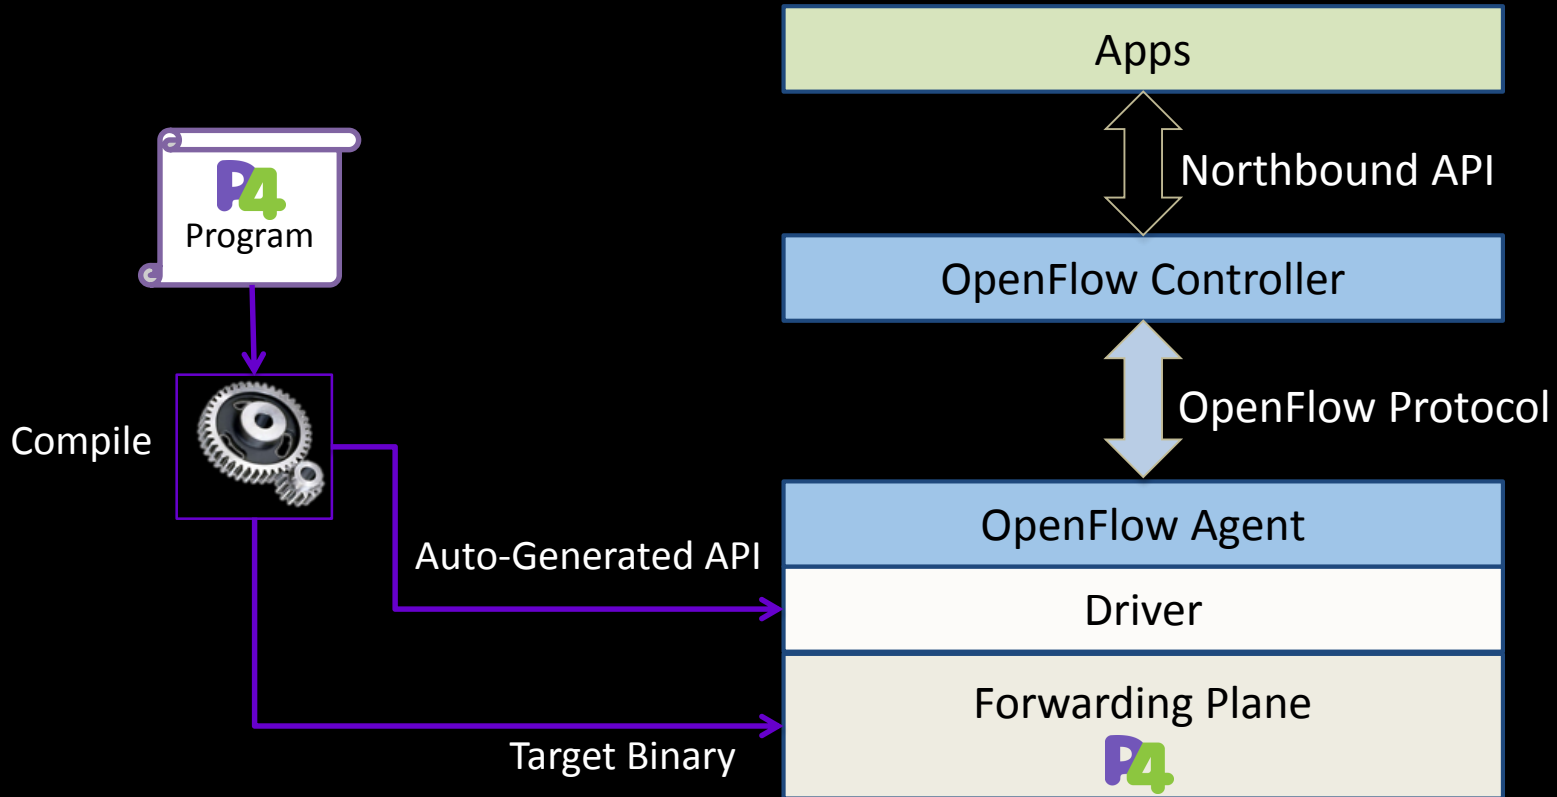 Apps
Northbound API
P4
Program
OpenFlow Controller
OpenFlow Protocol
Compile
OpenFlow Agent
Auto-Generated API
Driver
Forwarding Plane
P4
Target Binary